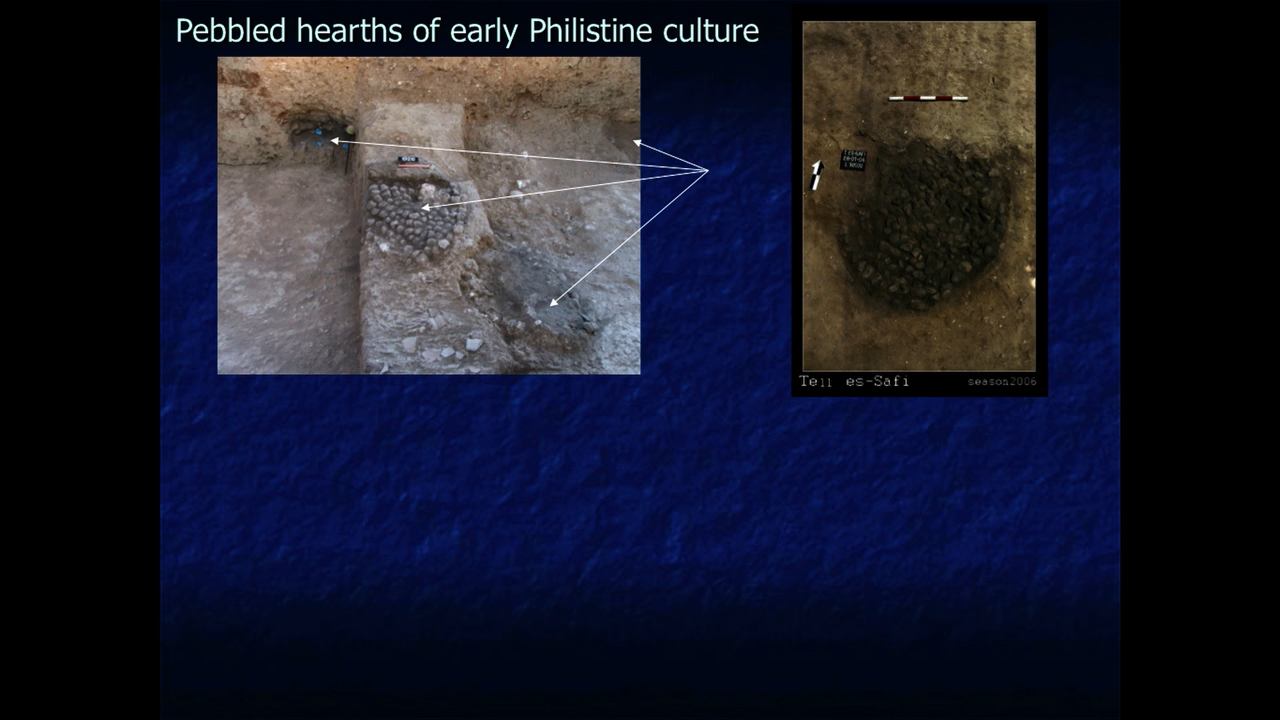 Pebbled hearths of early Philistine culture
Tell es-Safi
season2006